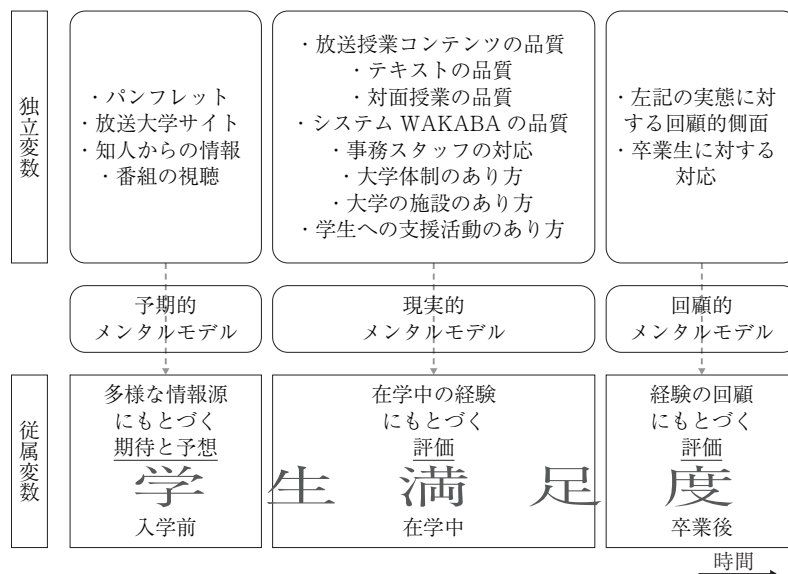 独立変数
・パンフレット
・放送大学サイト
・知人からの情報
・番組の視聴
・放送授業コンテンツの品質
・テキストの品質
・対面授業の品質
・システム WAKABA の品質
・事務スタッフの対応
・大学体制のあり方
・大学の施設のあり方
・学生への支援活動のあり方
・左記の実態に対
する回顧的側面
・卒業生に対する
対応
予期的
メンタルモデル
現実的
メンタルモデル
回顧的
メンタルモデル
従属変数
多様な情報源
にもとづく
期待と予想
在学中の経験
にもとづく
評価
経験の回顧
にもとづく
評価
学生満足度
入学前
在学中
卒業後
時間